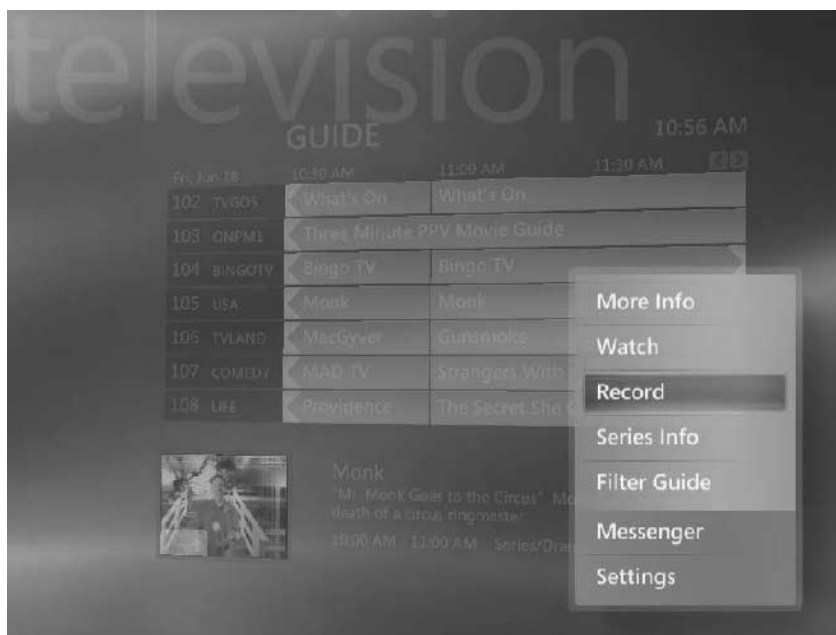 television
GUIDE
10:56 AM
Fri, Jun 18 10:30 AM 11:00 AM 11:30 AM
102 TVGOS What's On What's On
103 ONEM1 Three Minute PPV Movie Guide
104 BINGOTV Bingo TV Bingo TV
105 USA Monk Monk
106 TVLAND MacGyver Gunsmoke
107 COMEDY MAD TV Strangers With
108 LIFE Providence The Secret She
More Info
Watch
Record
Series Info
Filter Guide
Messenger
Settings
Monk
"Mr. Monk Goes to the Circus" Mo
death of a circus ringmaster
10:00 AM - 11:00 AM Series/Dram